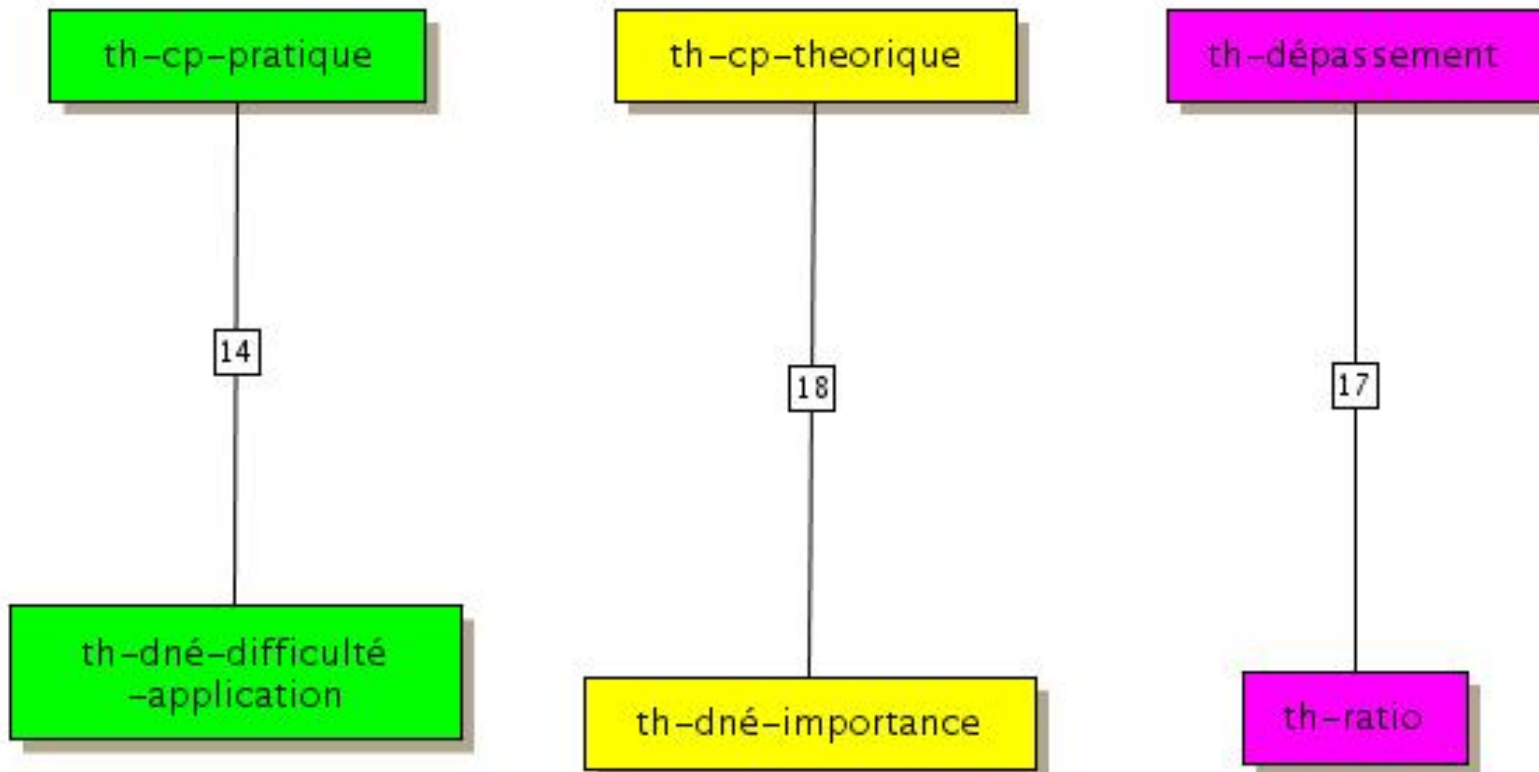 th-cp-pratique
th-cp-theorique
th-dépassement
14
18
17
th-dné-difficulté
-application
th-dné-importance
th-ratio